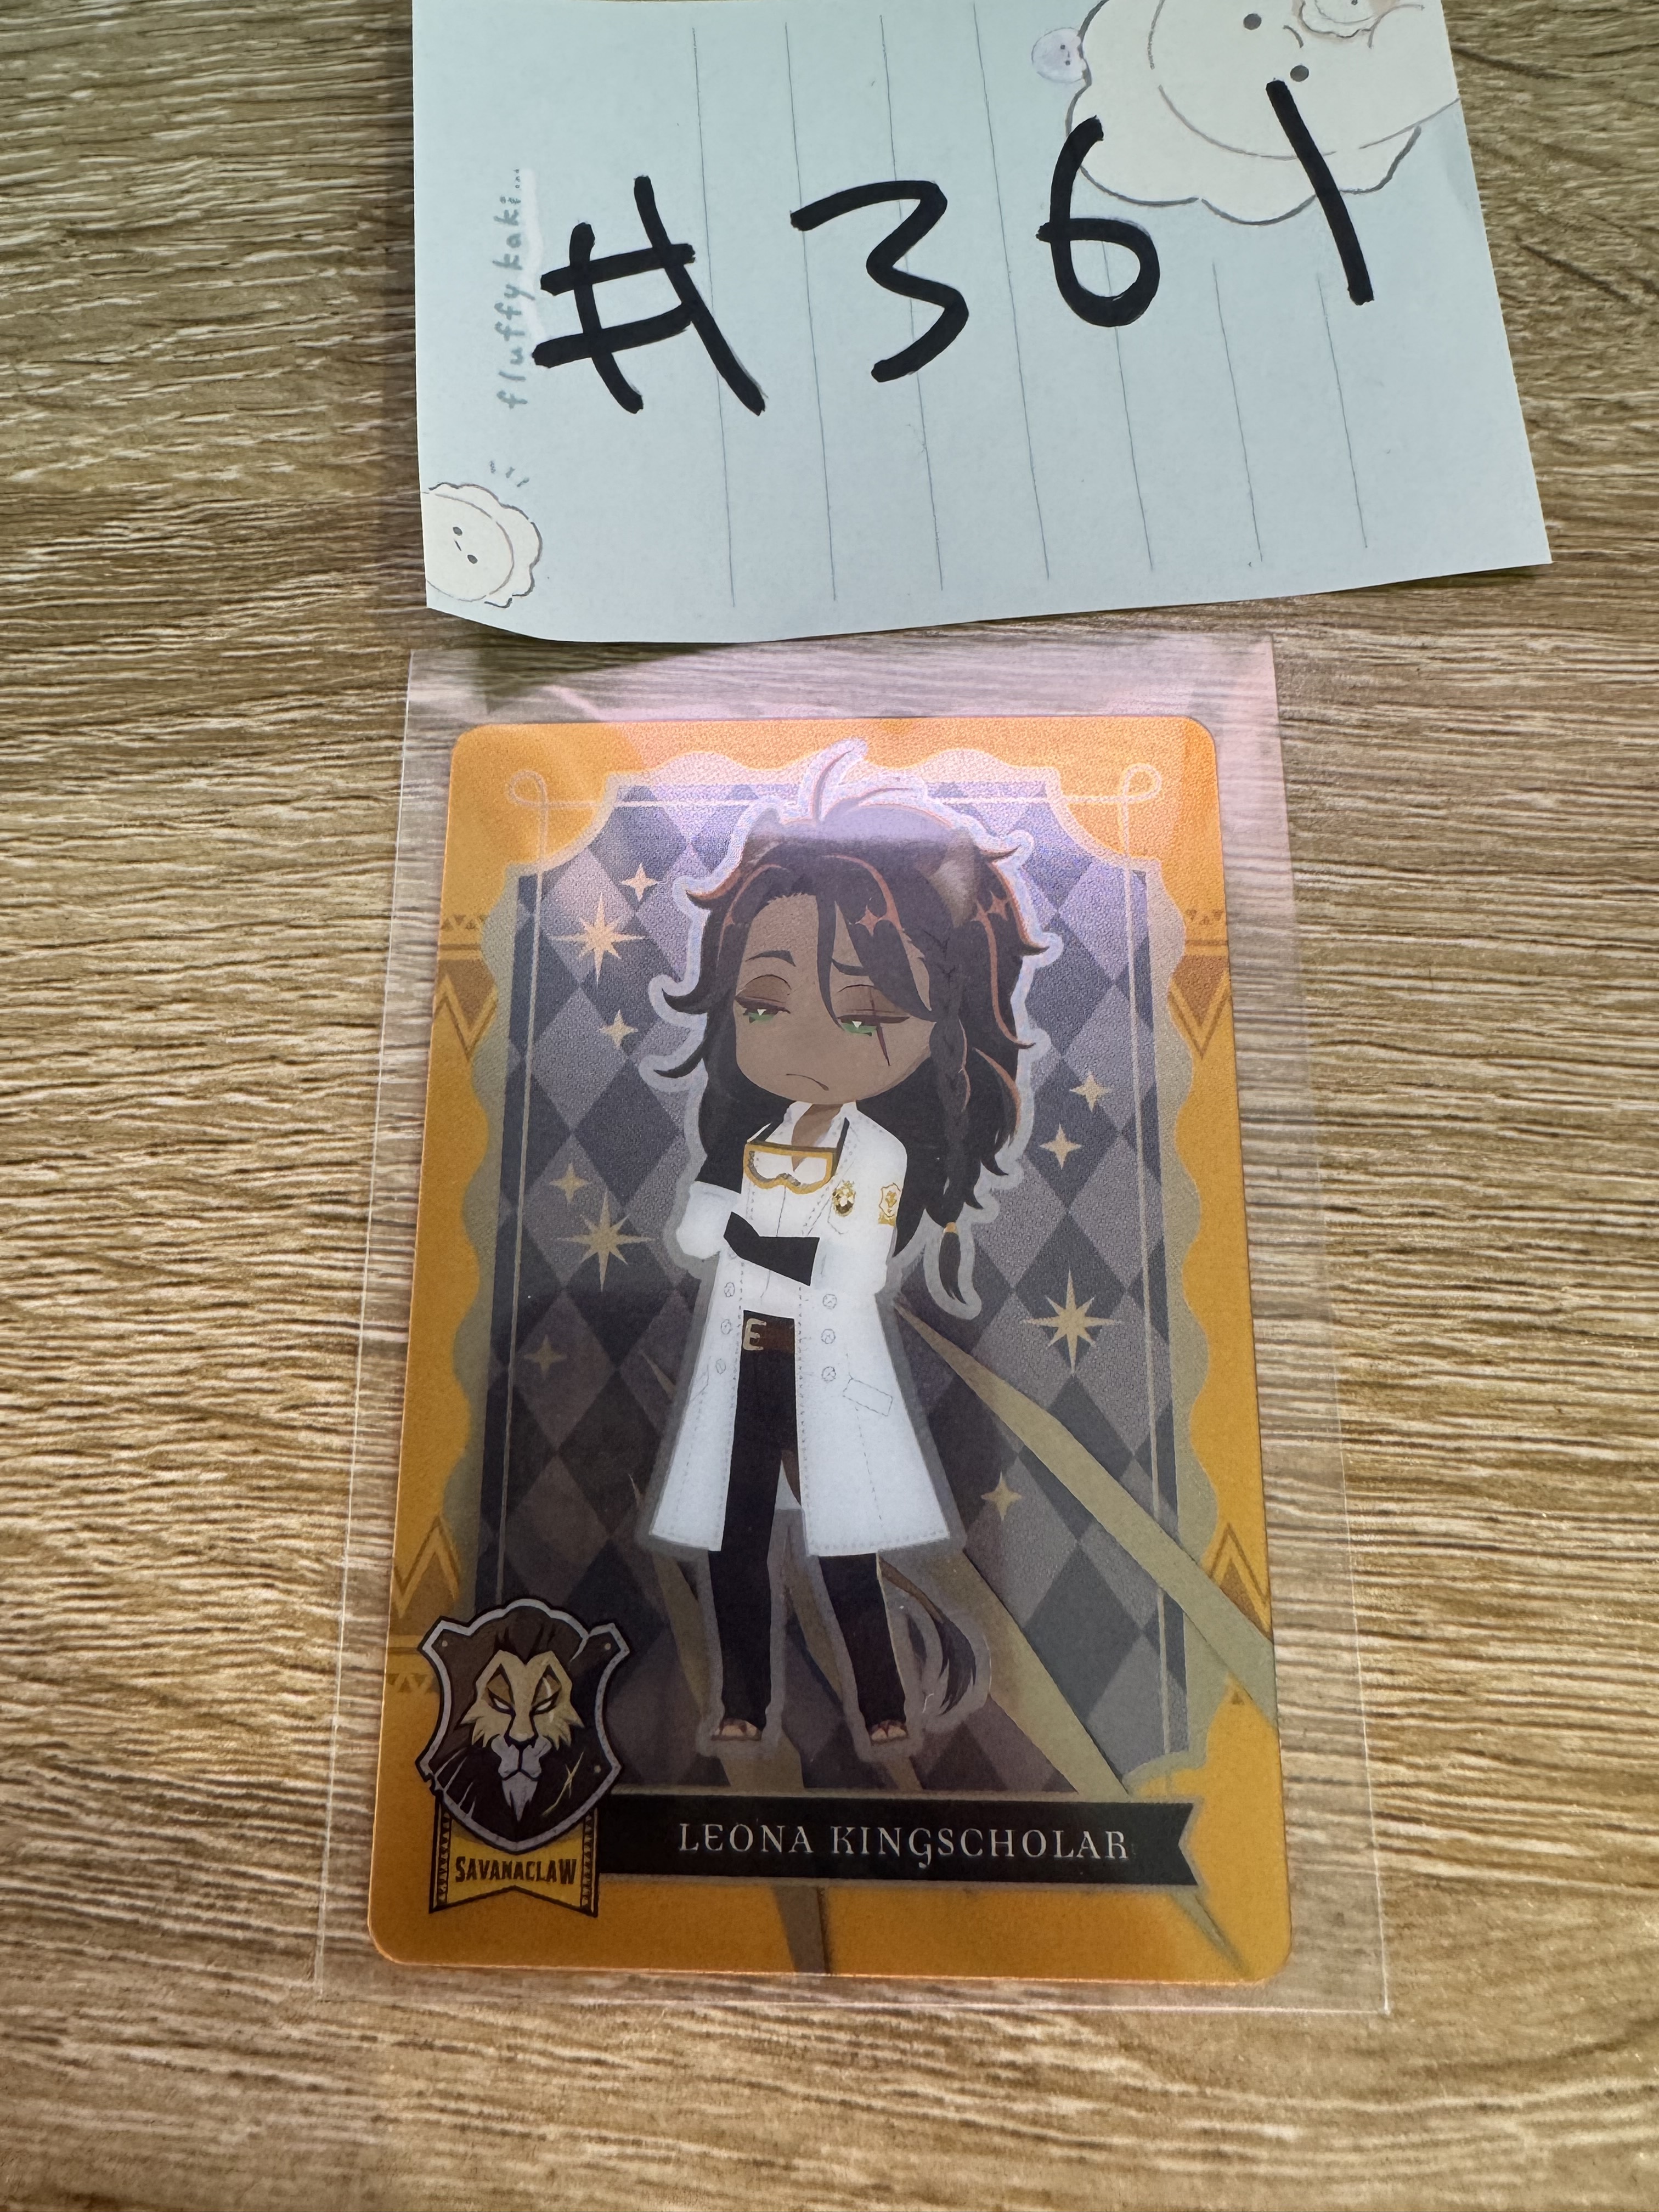 #361
fluffy kaki...
LEONA KINGSCHOLAR
SAVANACLAW